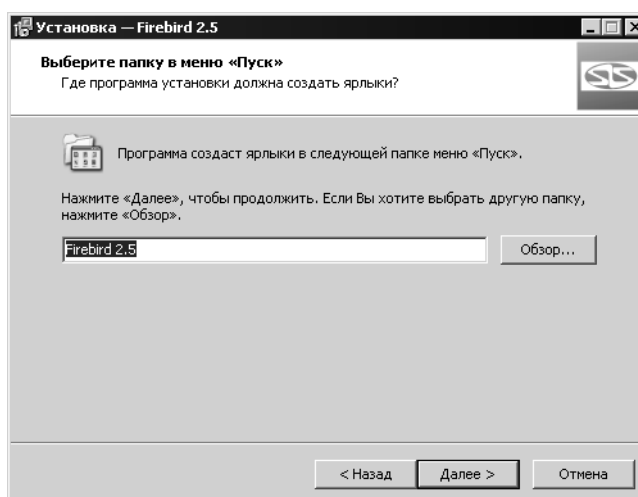 Установка — Firebird 2.5
Выберите папку в меню «Пуск»
Где программа установки должна создать ярлыки?
Программа создаст ярлыки в следующей папке меню «Пуск».
Нажмите «Далее», чтобы продолжить. Если Вы хотите выбрать другую папку,
нажмите «Обзор».
Firebird 2.5
Обзор...
< Назад
Далее >
Отмена